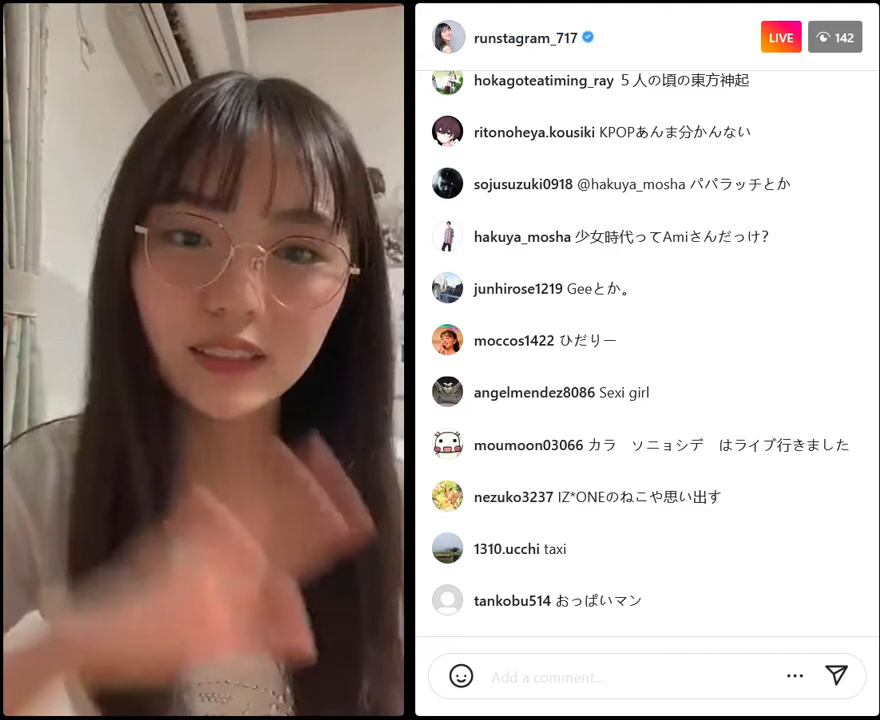 runstagram_717
LIVE
142
hokagoteatiming_ray ５人の頃の東方神起
ritonoheya.kousiki KPOPあんま分かんない
sojusuzuki0918 @hakuya_mosha パパラッチとか
hakuya_mosha 少女時代ってAmiさんだっけ?
junhirose1219 Geeとか。
moccos1422 ひだりー
angelmendez8086 Sexi girl
moumoon03066 カラ　ソニョシデ　はライブ行きました
nezuko3237 IZ*ONEのねこや思い出す
1310.ucchi taxi
tankobu514 おっぱいマン
Add a comment...